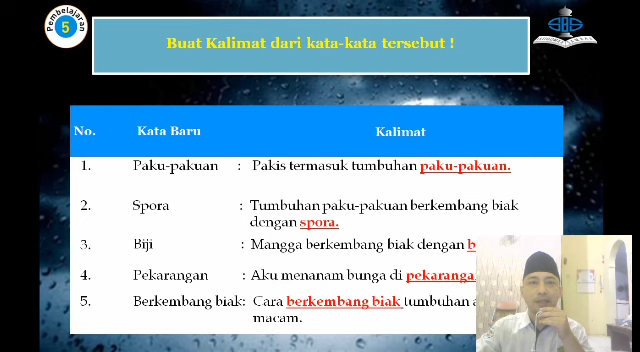 Pembelajaran
5
Buat Kalimat dari kata-kata tersebut !
No. Kata Baru Kalimat
1. Paku-pakuan : Pakis termasuk tumbuhan paku-pakuan.
2. Spora : Tumbuhan paku-pakuan berkembang biak
dengan spora.
3. Biji : Mangga berkembang biak dengan
4. Pekarangan : Aku menanam bunga di
5. Berkembang biak: Cara berkembang biak tumbuhan
macam.